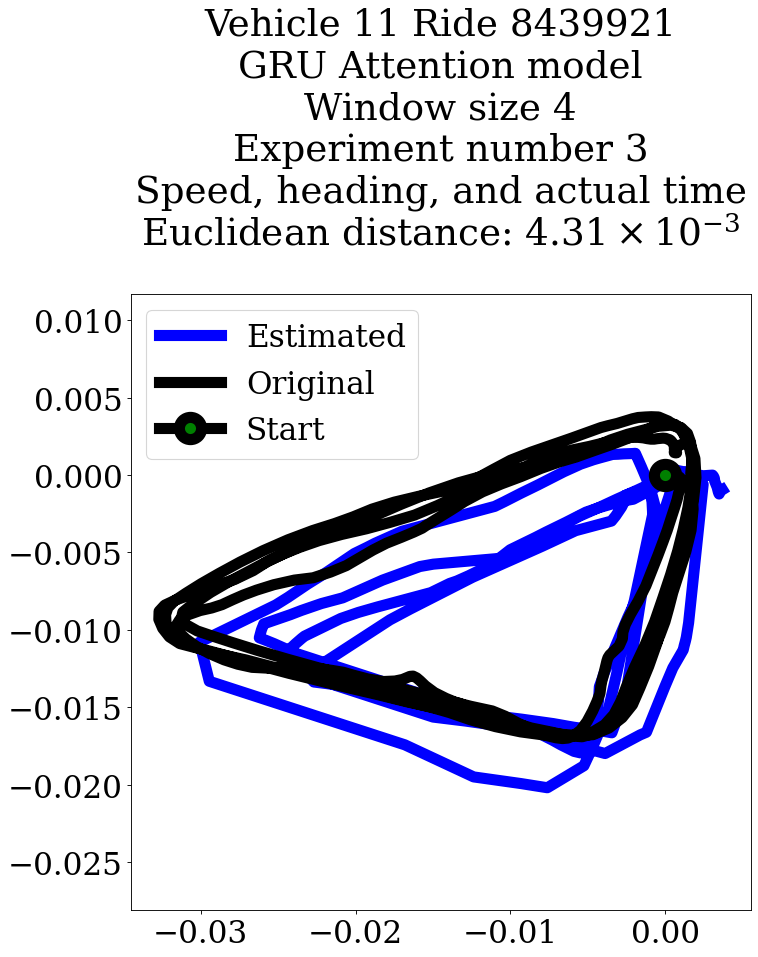 Vehicle 11 Ride 8439921
GRU Attention model
Window size 4
Experiment number 3
Speed, heading, and actual time
Euclidean distance: 4.31 × 10⁻³
Estimated
Original
Start
0.010
0.005
0.000
−0.005
−0.010
−0.015
−0.020
−0.025
−0.03 −0.02 −0.01 0.00